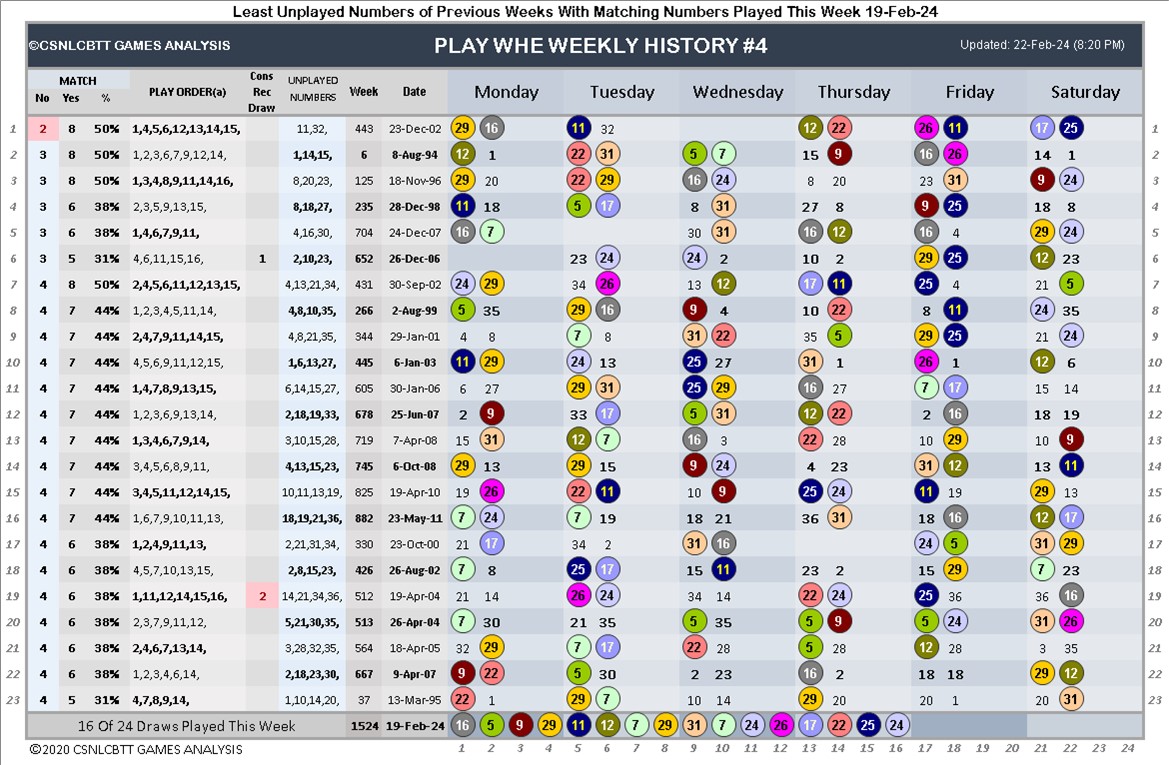 Least Unplayed Numbers of Previous Weeks With Matching Numbers Played This Week 19-Feb-24
©CSNLCBTT GAMES ANALYSIS PLAY WHE WEEKLY HISTORY #4 Updated: 22-Feb-24 (8:20 PM)
MATCH PLAY ORDER(a) Cons Rec Draw UNPLAYED NUMBERS Week Date Monday Tuesday Wednesday Thursday Friday Saturday
No Yes %
1 2 8 50% 1,4,5,6,12,13,14,15, 11,32, 443 23-Dec-02 29 16 11 32 12 22 26 11 17 25 1
2 3 8 50% 1,2,3,6,7,9,12,14, 1,14,15, 6 8-Aug-94 12 1 22 31 5 7 15 9 16 26 14 1 2
3 3 8 50% 1,3,4,8,9,11,14,16, 8,20,23, 125 18-Nov-96 29 20 22 29 16 24 8 20 23 31 9 24 3
4 3 6 38% 2,3,5,9,13,15, 8,18,27, 235 28-Dec-98 11 18 5 17 8 31 27 8 9 25 18 8 4
5 3 6 38% 1,4,6,7,9,11, 4,16,30, 704 24-Dec-07 16 7 30 31 16 12 16 4 29 24 5
6 3 5 31% 4,6,11,15,16, 1 2,10,23, 652 26-Dec-06 23 24 24 2 10 2 29 25 12 23 6
7 4 8 50% 2,4,5,6,11,12,13,15, 4,13,21,34, 431 30-Sep-02 24 29 34 26 13 12 17 11 25 4 21 5 7
8 4 7 44% 1,2,3,4,5,11,14, 4,8,10,35, 266 2-Aug-99 5 35 29 16 9 4 10 22 8 11 24 35 8
9 4 7 44% 2,4,7,9,11,14,15, 4,8,21,35, 344 29-Jan-01 4 8 7 8 31 22 35 5 29 25 21 24 9
10 4 7 44% 4,5,6,9,11,12,15, 1,6,13,27, 445 6-Jan-03 11 29 24 13 25 27 31 1 26 1 12 6 10
11 4 7 44% 1,4,7,8,9,13,15, 6,14,15,27, 605 30-Jan-06 6 27 29 31 25 29 16 27 7 17 15 14 11
12 4 7 44% 1,2,3,6,9,13,14, 2,18,19,33, 678 25-Jun-07 2 9 33 17 5 31 12 22 2 16 18 19 12
13 4 7 44% 1,3,4,6,7,9,14, 3,10,15,28, 719 7-Apr-08 15 31 12 7 16 3 22 28 10 29 10 9 13
14 4 7 44% 3,4,5,6,8,9,11, 4,13,15,23, 745 6-Oct-08 29 13 29 15 9 24 4 23 31 12 13 11 14
15 4 7 44% 3,4,5,11,12,14,15, 10,11,13,19, 825 19-Apr-10 19 26 22 11 10 9 25 24 11 19 29 13 15
16 4 7 44% 1,6,7,9,10,11,13, 18,19,21,36, 882 23-May-11 7 24 7 19 18 21 36 31 18 16 12 17 16
17 4 6 38% 1,2,4,9,11,13, 2,21,31,34, 330 23-Oct-00 21 17 34 2 31 16 24 5 31 29 17
18 4 6 38% 4,5,7,10,13,15, 2,8,15,23, 426 26-Aug-02 7 8 25 17 15 11 23 2 15 29 7 23 18
19 4 6 38% 1,11,12,14,15,16, 2 14,21,34,36, 512 19-Apr-04 21 14 26 24 34 14 22 24 25 36 36 16 19
20 4 6 38% 2,3,7,9,11,12, 5,21,30,35, 513 26-Apr-04 7 30 21 35 5 35 5 9 5 24 31 26 20
21 4 6 38% 2,4,6,7,13,14, 3,28,32,35, 564 18-Apr-05 32 29 7 17 22 28 5 28 12 28 3 35 21
22 4 6 38% 1,2,3,4,6,14, 2,18,23,30, 667 9-Apr-07 9 22 5 30 2 23 16 2 18 18 29 12 22
23 4 5 31% 4,7,8,9,14, 1,10,14,20, 37 13-Mar-95 22 1 29 7 10 14 29 20 20 1 20 31 23
16 Of 24 Draws Played This Week 1524 19-Feb-24 16 5 9 29 11 12 7 29 31 7 24 26 17 22 25 24
©2020 CSNLCBTT GAMES ANALYSIS 1 2 3 4 5 6 7 8 9 10 11 12 13 14 15 16 17 18 19 20 21 22 23 24